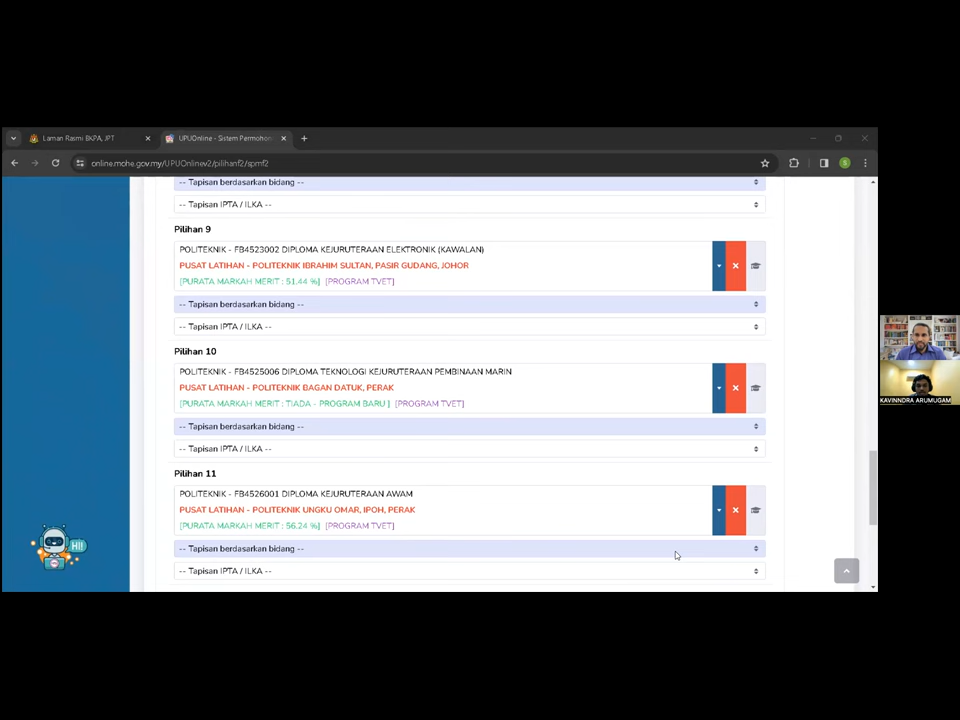 Laman Rasmi BKPA, JPT
UPUOnline - Sistem Permohon
online.mohe.gov.my/UPUOnlinev2/pilihanf2/spmf2
S
-- Tapisan berdasarkan bidang --
-- Tapisan IPTA / ILKA --
Pilihan 9
POLITEKNIK - FB4523002 DIPLOMA KEJURUTERAAN ELEKTRONIK (KAWALAN)
PUSAT LATIHAN - POLITEKNIK IBRAHIM SULTAN, PASIR GUDANG, JOHOR
[PURATA MARKAH MERIT : 51.44 %] [PROGRAM TVET]
-- Tapisan berdasarkan bidang --
-- Tapisan IPTA / ILKA --
Pilihan 10
POLITEKNIK - FB4525006 DIPLOMA TEKNOLOGI KEJURUTERAAN PEMBINAAN MARIN
PUSAT LATIHAN - POLITEKNIK BAGAN DATUK, PERAK
[PURATA MARKAH MERIT : TIADA - PROGRAM BARU ] [PROGRAM TVET]
-- Tapisan berdasarkan bidang --
-- Tapisan IPTA / ILKA --
Pilihan 11
POLITEKNIK - FB4526001 DIPLOMA KEJURUTERAAN AWAM
PUSAT LATIHAN - POLITEKNIK UNGKU OMAR, IPOH, PERAK
[PURATA MARKAH MERIT : 56.24 %] [PROGRAM TVET]
-- Tapisan berdasarkan bidang --
-- Tapisan IPTA / ILKA --
HI!
KAVINNDRA ARUMUGAM